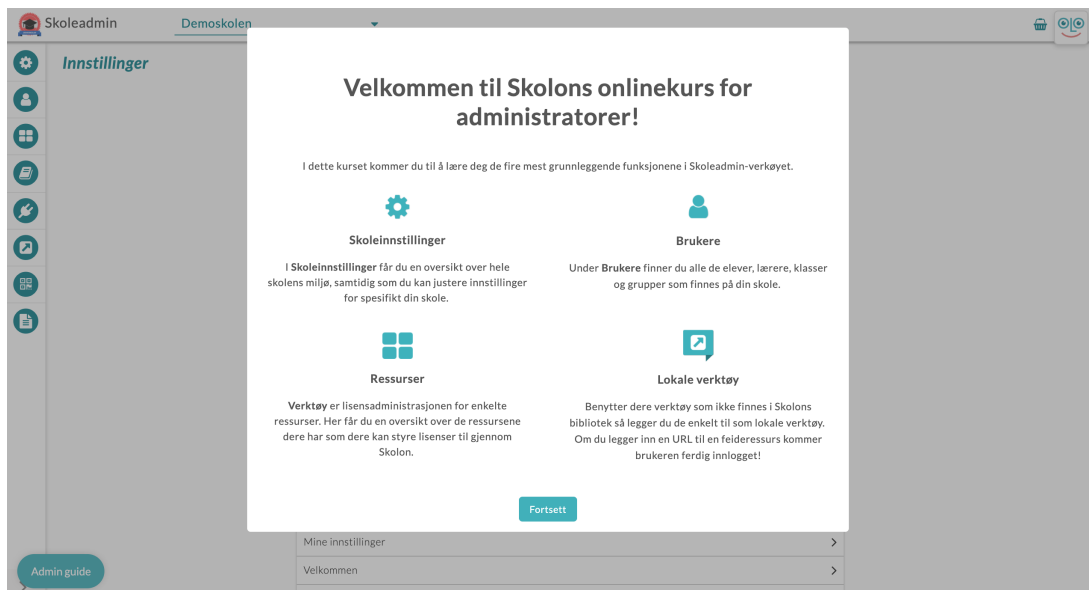 Skoleadmin
Demoskolen
Innstillinger
Velkommen til Skolons onlinekurs for
administratorer!
I dette kurset kommer du til å lære deg de fire mest grunnleggende funksjonene i Skoleadmin-verkøyet.
Skoleinnstillinger
I Skoleinnstillinger får du en oversikt over hele
skolens miljø, samtidig som du kan justere innstillinger
for spesifikt din skole.
Brukere
Under Brukere finner du alle de elever, lærere, klasser
og grupper som finnes på din skole.
Ressurser
Verktøy er lisensadministrasjonen for enkelte
ressurser. Her får du en oversikt over de ressursene
dere har som dere kan styre lisenser til gjennom
Skolon.
Lokale verktøy
Benytter dere verktøy som ikke finnes i Skolons
bibliotek så legger du de enkelt til som lokale verktøy.
Om du legger inn en URL til en feideressurs kommer
brukeren ferdig innlogget!
Fortsett
Mine innstillinger
Velkommen
Admin guide